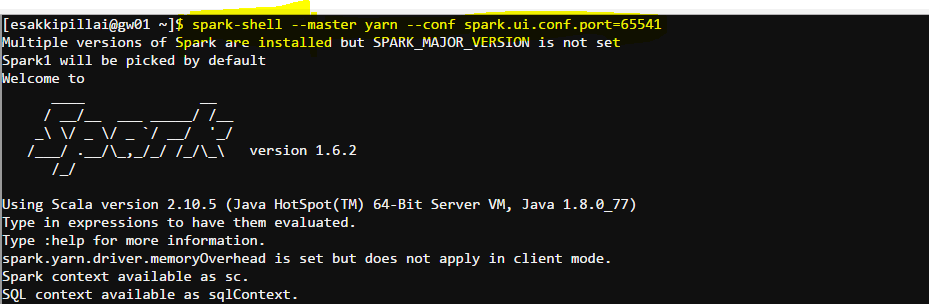 [esakkipillai@gw01 ~]$ spark-shell --master yarn --conf spark.ui.conf.port=65541
Multiple versions of Spark are installed but SPARK_MAJOR_VERSION is not set
Spark1 will be picked by default
Welcome to
      ____              __
     / __/__  ___ _____/ /__
    _\ \/ _ \/ _ `/ __/  '_/
   /___/ .__/\_,_/_/ /_/\_\   version 1.6.2
      /_/
Using Scala version 2.10.5 (Java HotSpot(TM) 64-Bit Server VM, Java 1.8.0_77)
Type in expressions to have them evaluated.
Type :help for more information.
spark.yarn.driver.memoryOverhead is set but does not apply in client mode.
Spark context available as sc.
SQL context available as sqlContext.